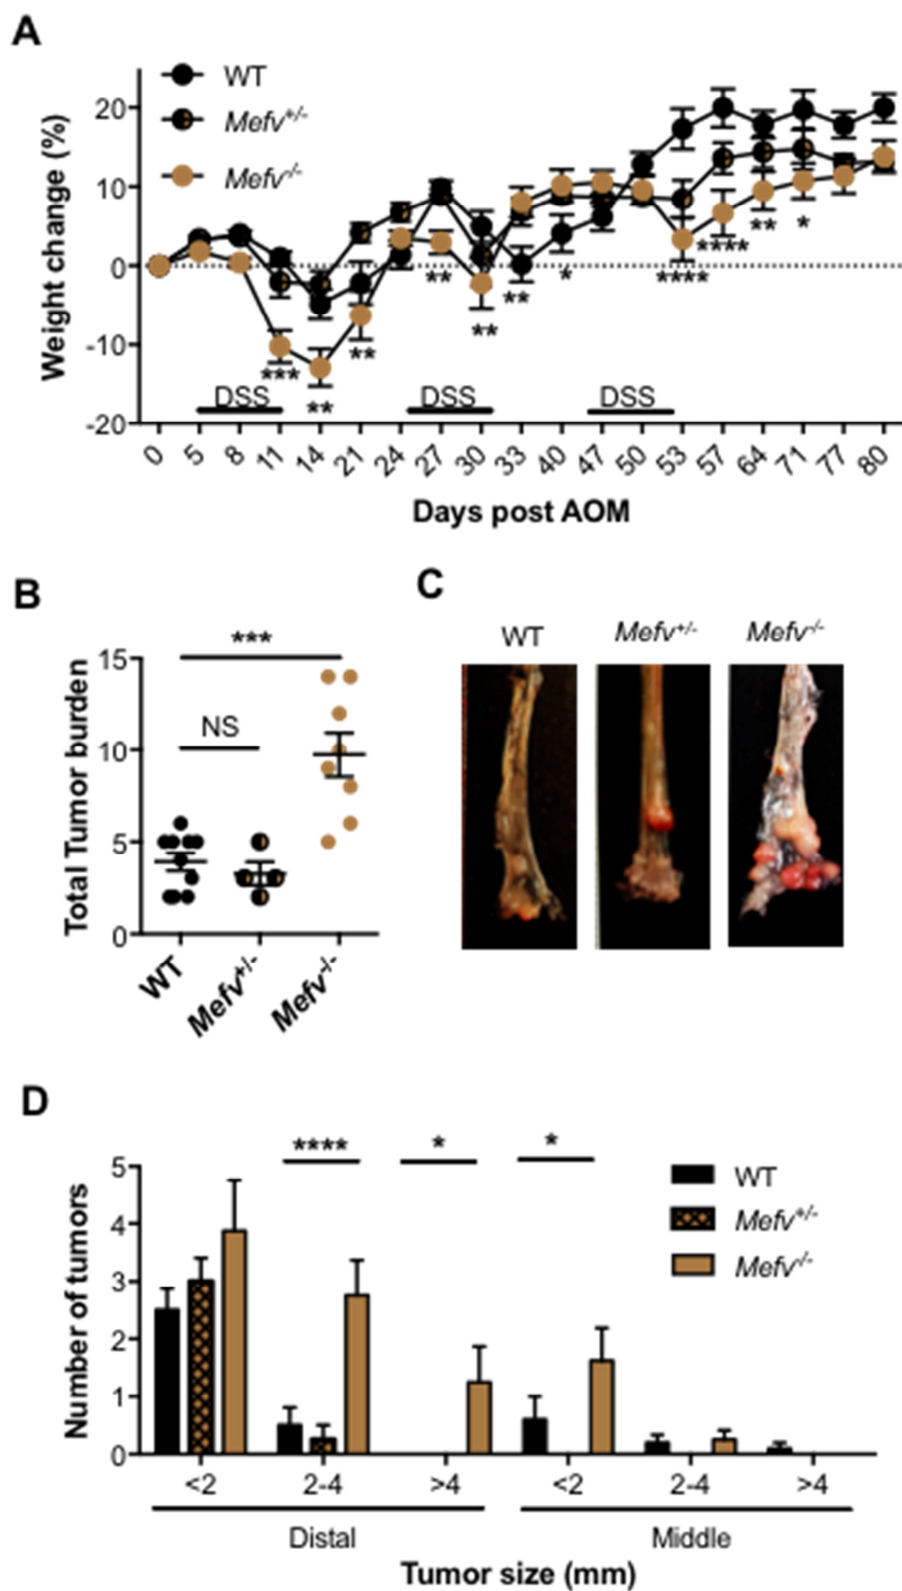 A
WT
Mefv+/-
Mefv-/-
Weight change (%)
20
10
0
-10
-20
**** ** *
** ** ** * ****
*** ** **
DSS DSS DSS
0 5 8 11 14 21 24 27 30 33 40 47 50 53 57 64 71 77 80
Days post AOM
B
***
NS
Total Tumor burden
15
10
5
0
WT Mefv+/- Mefv-/-
C
WT Mefv+/- Mefv-/-
D
**** * *
WT
Mefv+/-
Mefv-/-
Number of tumors
5
4
3
2
1
0
<2 2-4 >4 <2 2-4 >4
Distal Middle
Tumor size (mm)